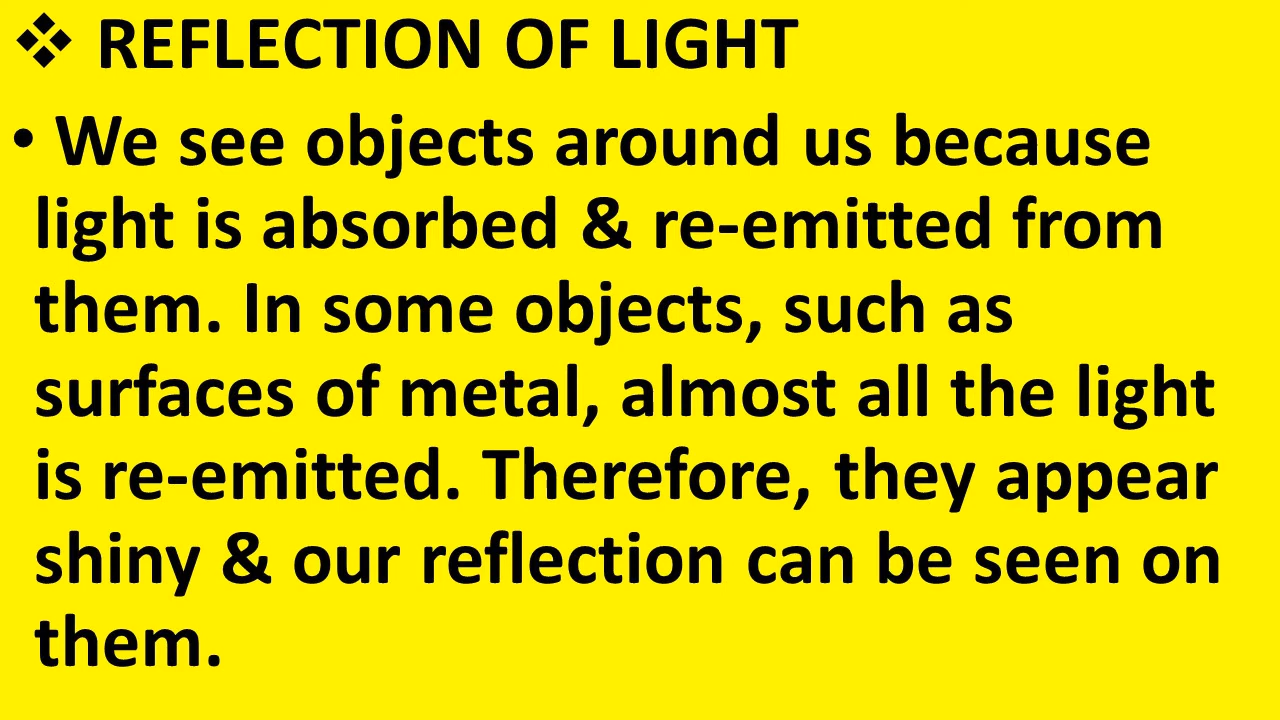 ❖ REFLECTION OF LIGHT
• We see objects around us because
light is absorbed & re-emitted from
them. In some objects, such as
surfaces of metal, almost all the light
is re-emitted. Therefore, they appear
shiny & our reflection can be seen on
them.